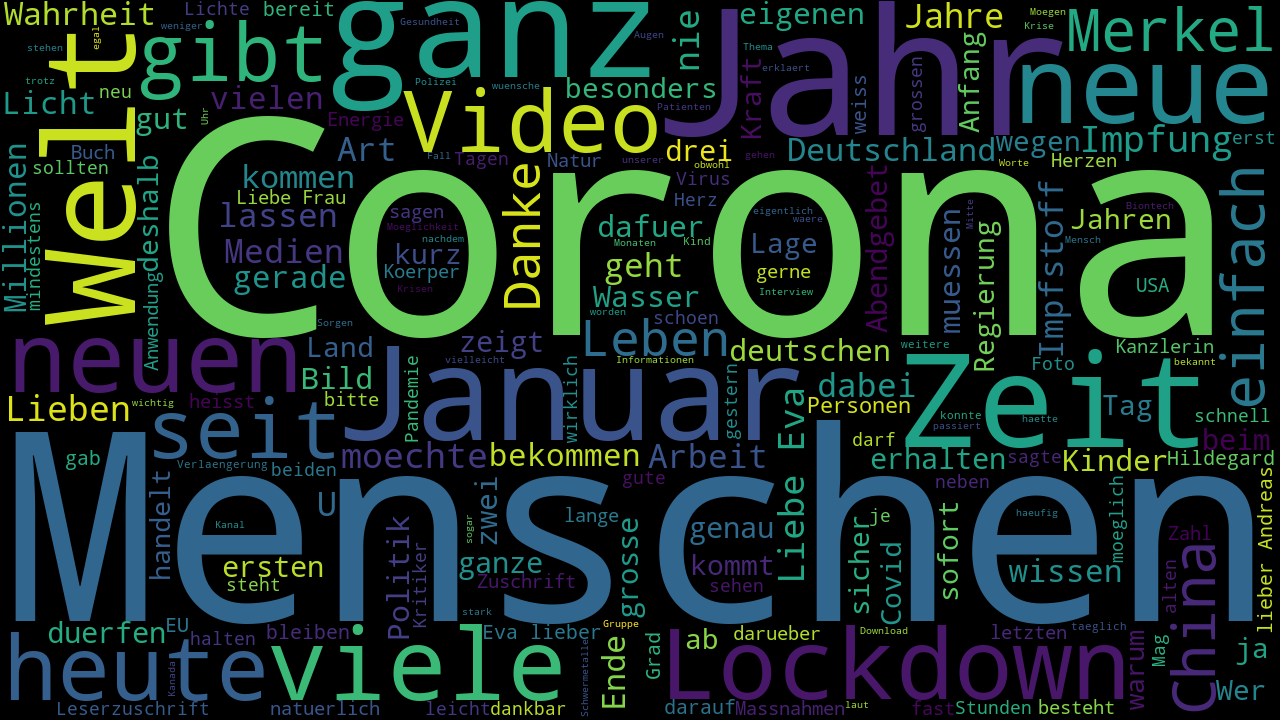 Wahrheit
Lichte
bereit
ganz
Gesundheit
weniger
stehen
egal
Welt
gibt
trotz
Licht
neu
vielen
gut
Uhr
Energie
Polizei
wuensche
Augen
nie
eigenen
Jahr
Jahre
Moegen
Krise
Merkel
Thema
erklaert
besonders
Patienten
Kraft
weiss
grossen
Anfang
neue
Video
Art
Fall
Tagen
Natur
unserer
drei
obwohl
gehen
Deutschland
wegen
Worte
Impfung
Herzen
erst
Millionen
sollten
Buch
mindestens
deshalb
kommen
Liebe Frau
lassen
Medien
gerade
Anwendung
Corona
sagen
Moeglichkeit
nachdem
kurz
Koerper
Krisen
Danke
Virus
Herz
dafuer
Monaten
Kind
geht
Wasser
worden
schoen
eigentlich
waere
Lage
gerne
Interview
Abendgebet
muessen
Mitte
Regierung
Impfstoff
Biontech
Mensch
Jahren
USA
einfach
neuen
Sorgen
Land
Bild
bitte
heisst
Januar
zeigt
vielleicht
Pandemie
Leben
Informationen
wirklich
deutschen
gestern
weitere
dabei
Personen
Foto
Kanzlerin
bekannt
Zeit
Tag
schnell
konnte
passiert
haette
Lieben
wichtig
seit
gab
Verlaengerung
beiden
moechte
bekommen
Arbeit
gute
Liebe Eva
darf
erhalten
sagte
Kinder
beim
Hildegard
neben
Menschen
handelt
U
Kanal
ersten
steht
Politik
Kritiker
ganze
Zuschrift
zwei
sogar
stark
lange
grosse
genau
kommt
sehen
sicher
je
Covid
sofort
haeufig
wissen
moeglich
Zahl
alten
China
lieber Andreas
heute
duerfen
EU
halten
Kanada
bleiben
viele
Eva lieber
Schwermetalle
Ende
Gruppe
Grad
ab
darueber
Lockdown
Download
letzten
taeglich
warum
Mag
ja
Wer
Leserzuschrift
natuerlich
leicht
dankbar
darauf
Massnahmen
laut
fast
Stunden
besteht